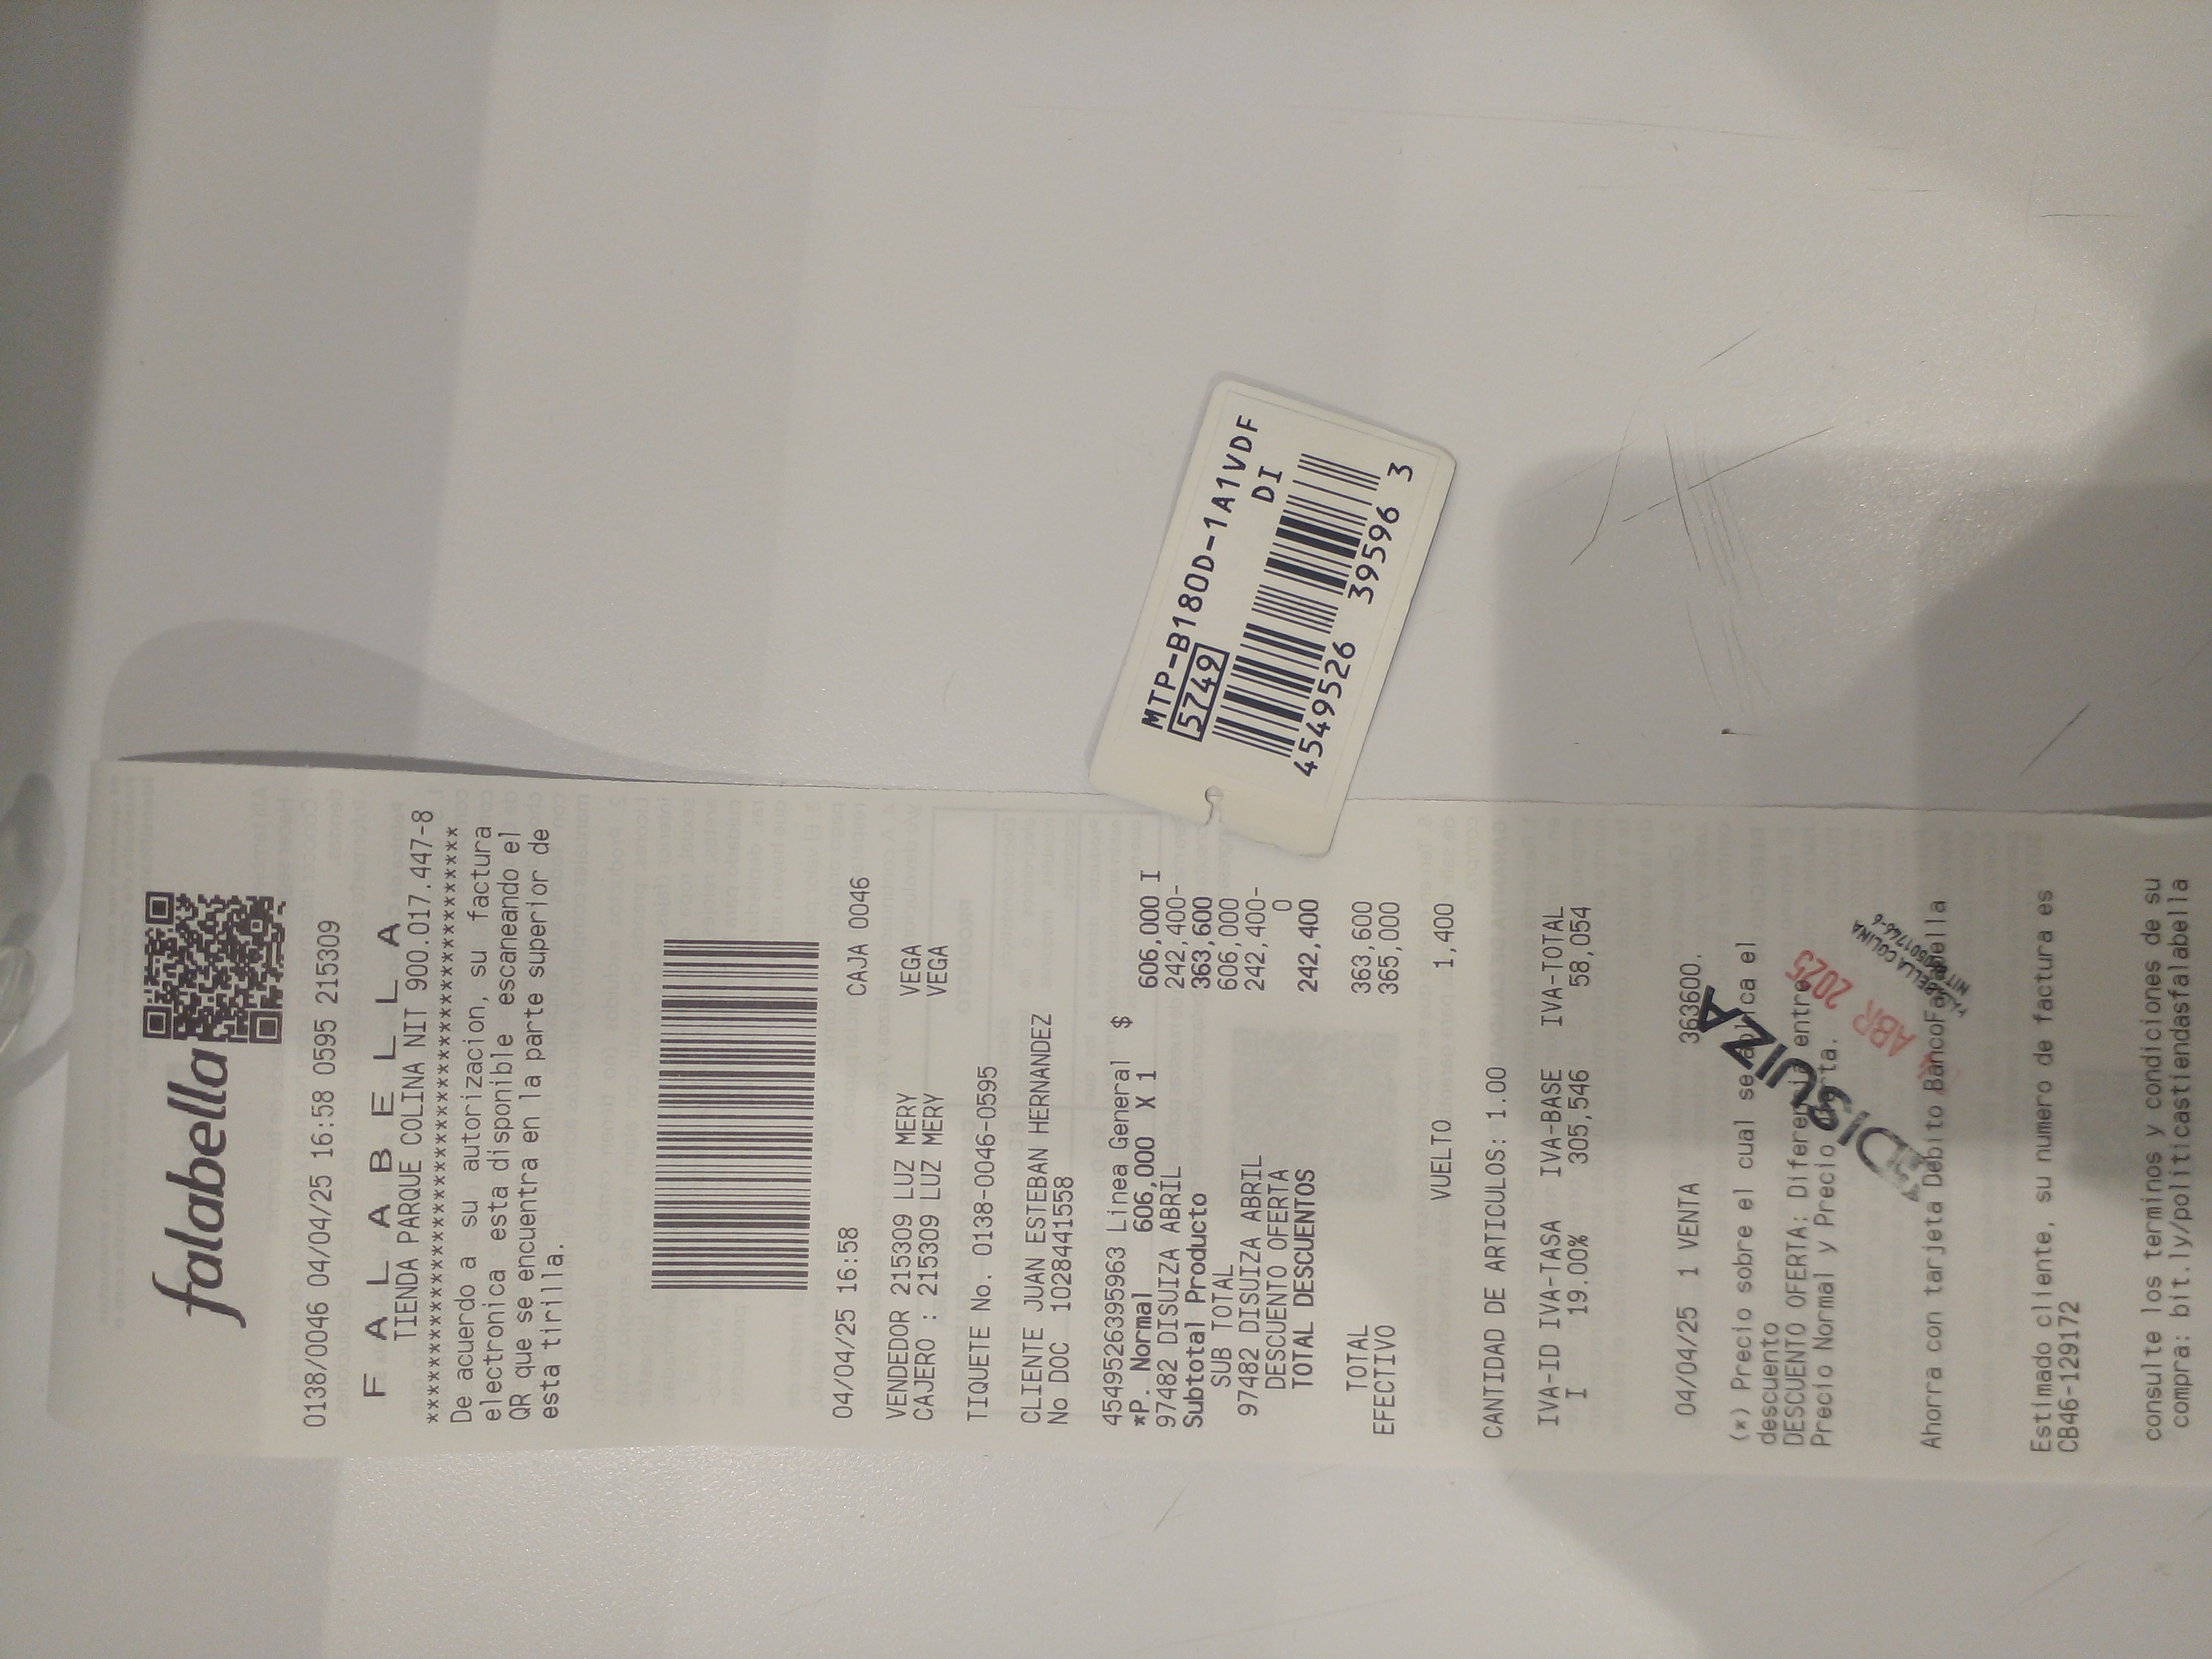 falabella
0138/0046 04/04/25 16:58 0595 215309
F A L A B E L L A
TIENDA PARQUE COLINA NIT 900.017.447-8
****************************************
De acuerdo a su autorizacion, su factura
electronica esta disponible escaneando el
QR que se encuentra en la parte superior de
esta tirilla.
04/04/25 16:58 CAJA 0046
VENDEDOR 215309 LUZ MERY VEGA
CAJERO : 215309 LUZ MERY VEGA
TIQUETE No. 0138-0046-0595
CLIENTE JUAN ESTEBAN HERNANDEZ
No DOC 1028441558
4549526395963 Linea General $
*P. Normal 606,000 X 1 606,000 I
97482 DISUIZA ABRIL 242,400-
Subtotal Producto 363,600
SUB TOTAL 606,000
97482 DISUIZA ABRIL 242,400-
DESCUENTO OFERTA 0
TOTAL DESCUENTOS 242,400
TOTAL 363,600
EFECTIVO 365,000
VUELTO 1,400
CANTIDAD DE ARTICULOS: 1.00
IVA-ID IVA-TASA IVA-BASE IVA-TOTAL
I 19.00% 305,546 58,054
04/04/25 1 VENTA 363600.
(*) Precio sobre el cual se aplica el
descuento
DESCUENTO OFERTA: Diferencia entre
Precio Normal y Precio Oferta.
DISUIZA
ABR 2025
FALABELLA COLINA
Ahorra con tarjeta Debito BancoFalabella
Estimado cliente, su numero de factura es
CB46-129172
consulte los terminos y condiciones de su
compra: bit.ly/politicastiendasfalabella
MTP-B180D-1A1VDF
5749 DI
4549526 39596 3